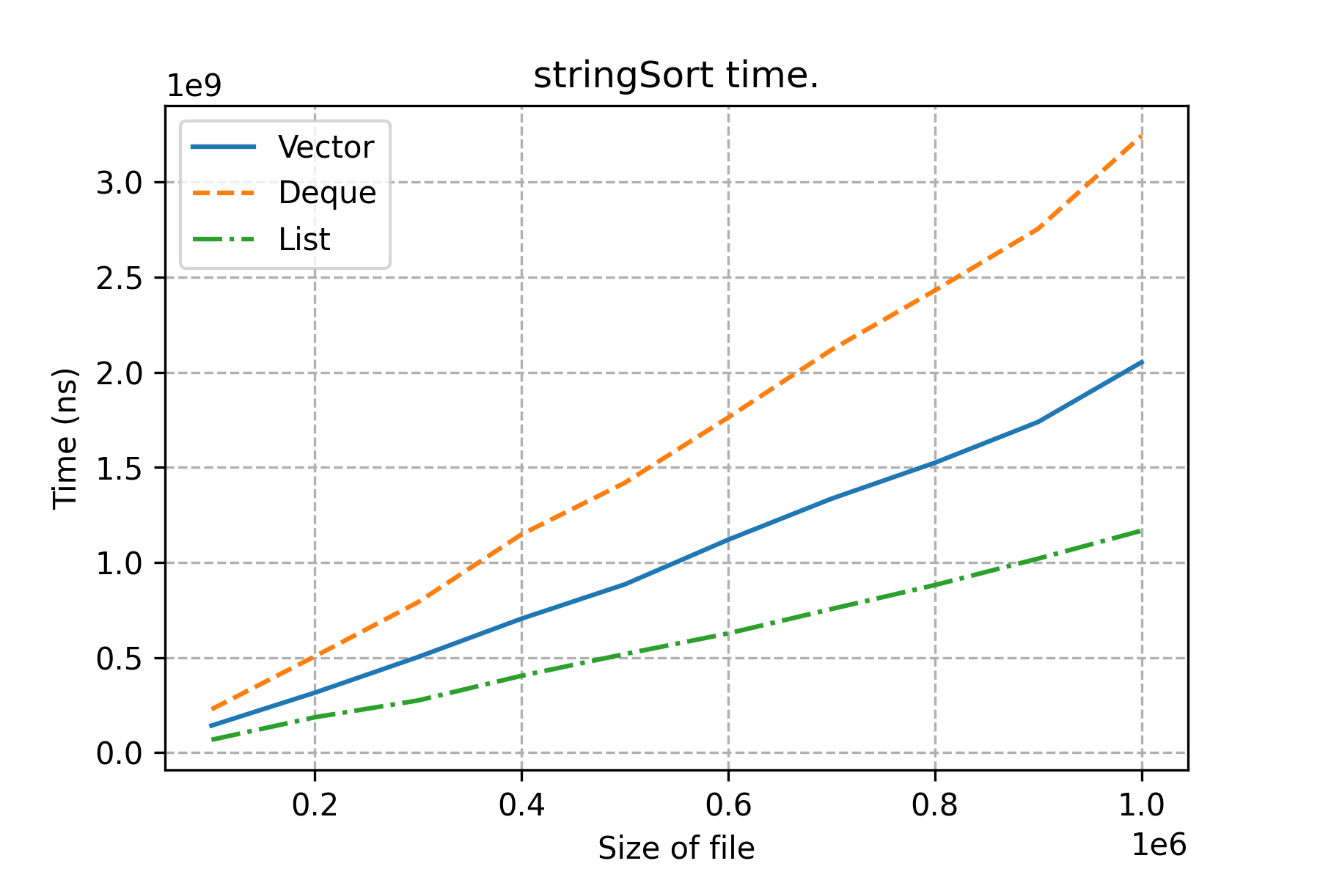 stringSort time.
1e9
Vector
Deque
List
3.0
2.5
2.0
1.5
1.0
0.5
0.0
Time (ns)
0.2 0.4 0.6 0.8 1.0
Size of file
1e6